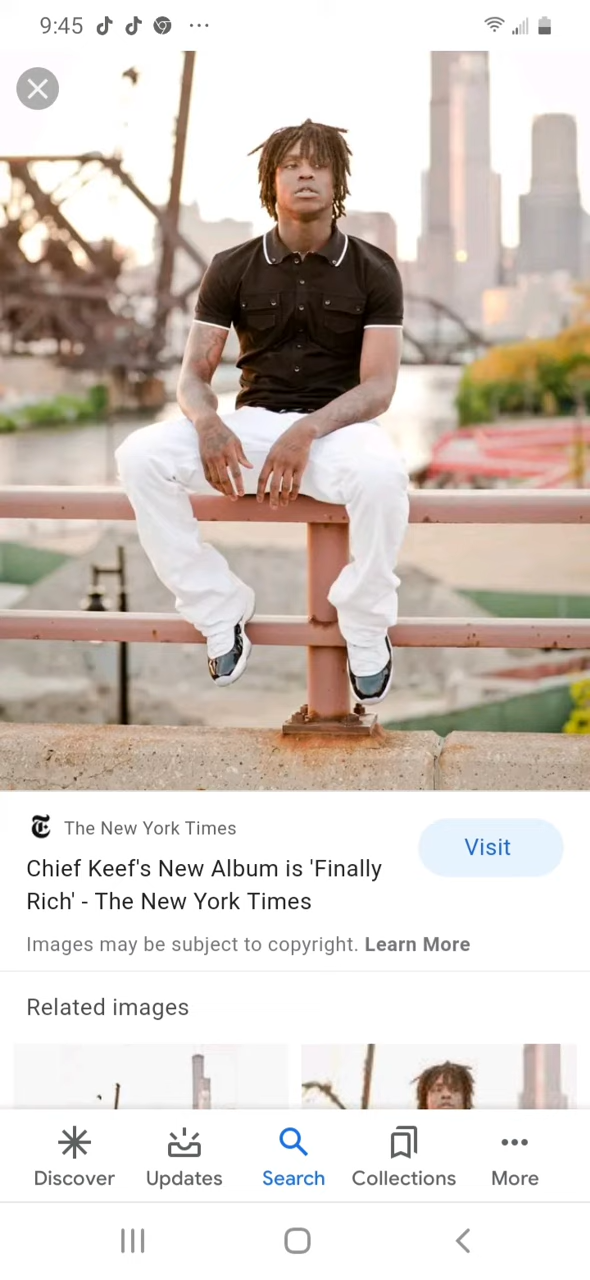 9:45
The New York Times
Visit
Chief Keef's New Album is 'Finally
Rich' - The New York Times
Images may be subject to copyright. Learn More
Related images
Discover Updates Search Collections More